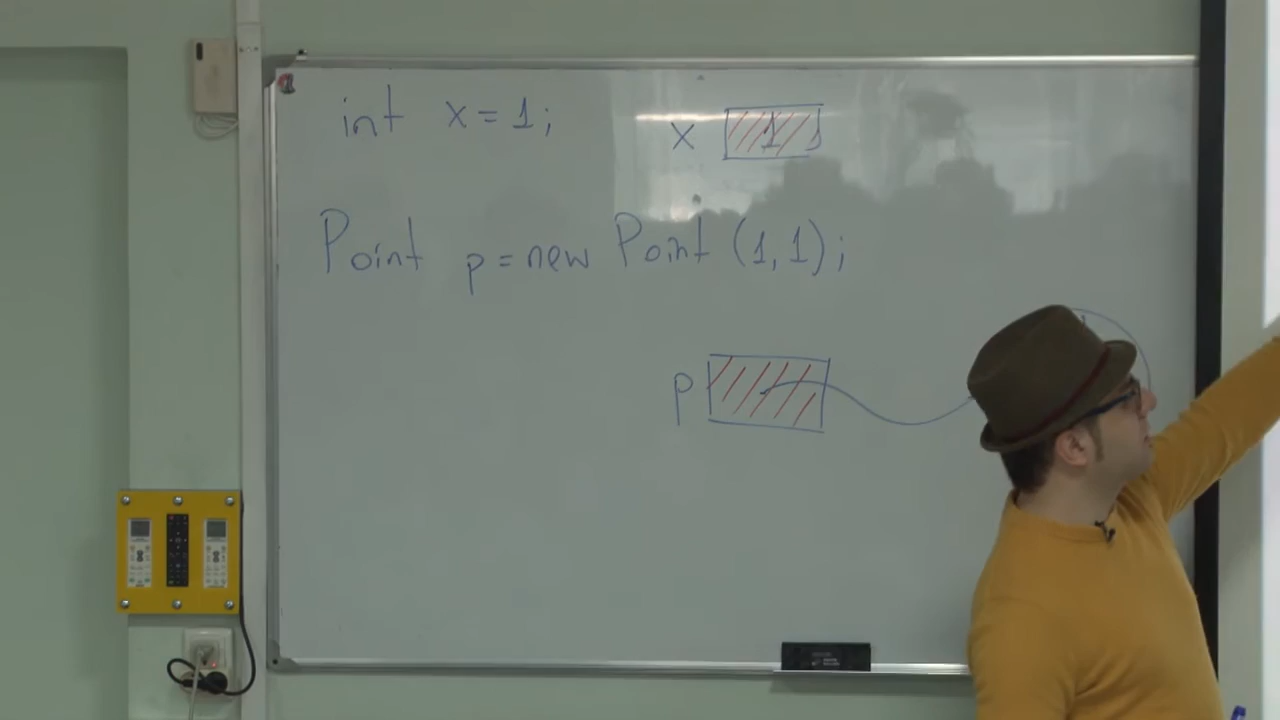 int x = 1; x 1
Point p = new Point (1, 1);
p